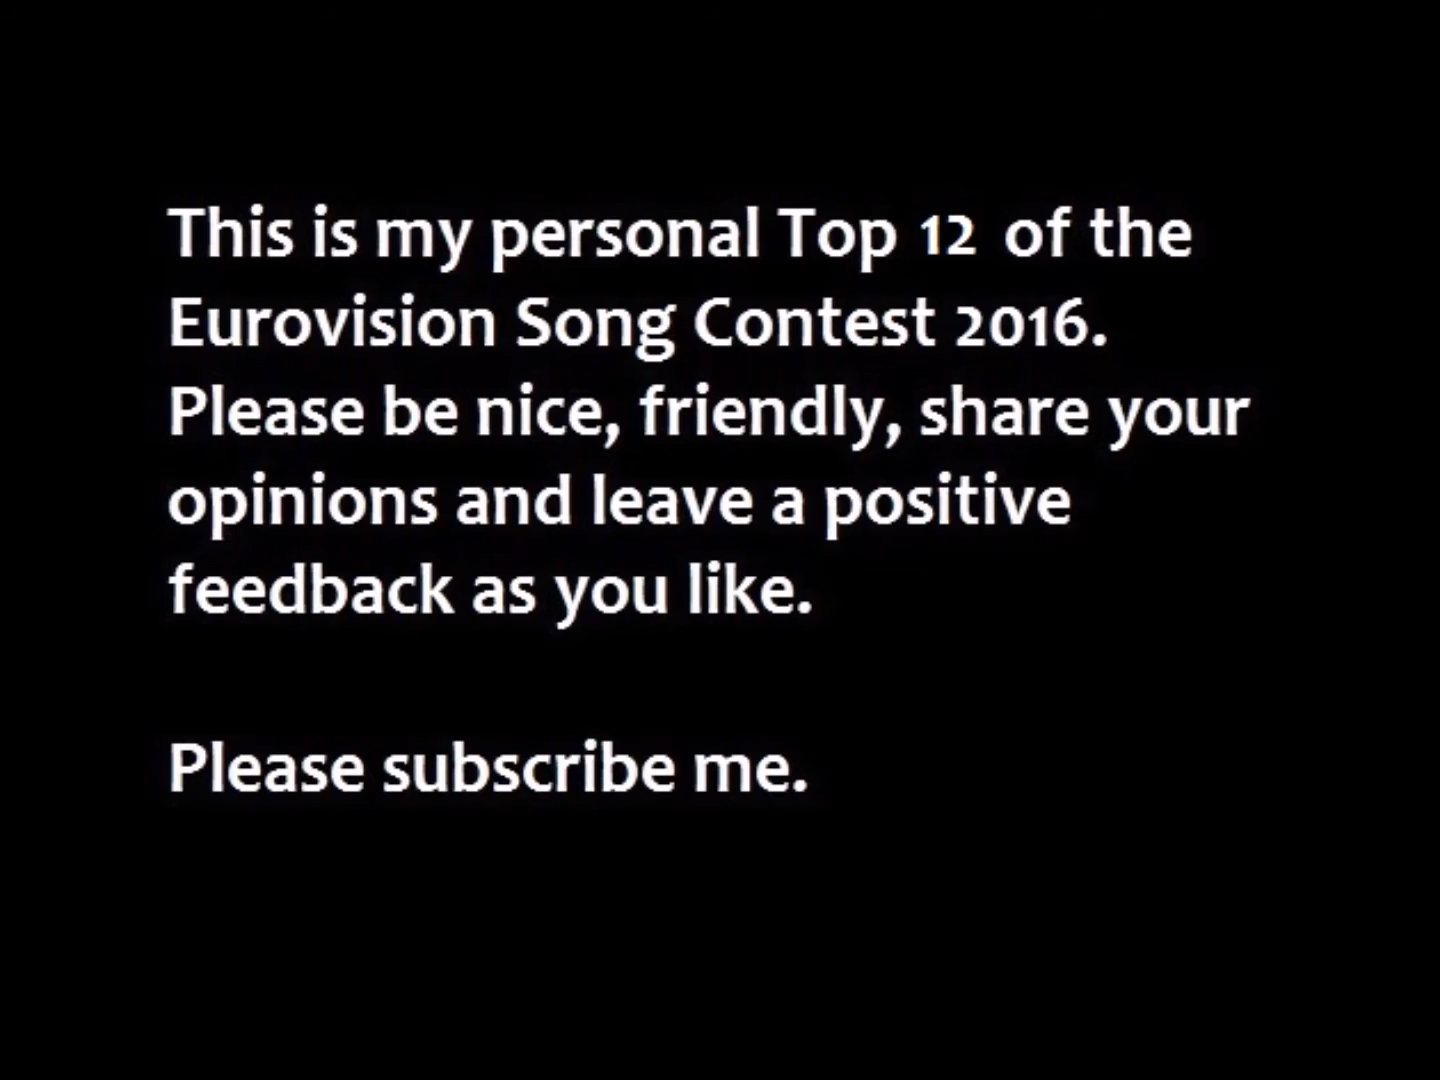 This is my personal Top 12 of the
Eurovision Song Contest 2016.
Please be nice, friendly, share your
opinions and leave a positive
feedback as you like.
Please subscribe me.